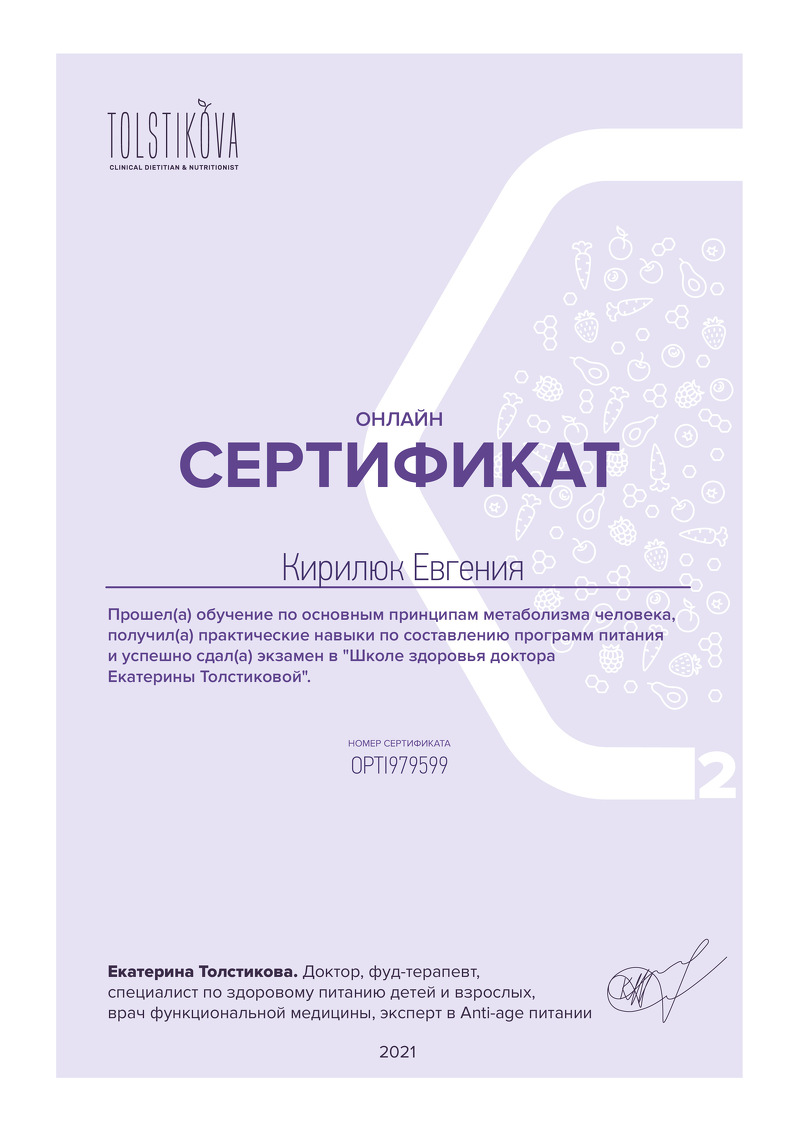 TOLSTIKOVA
CLINICAL DIETITIAN & NUTRITIONIST
ОНЛАЙН
СЕРТИФИКАТ
Кирилюк Евгения
Прошел(а) обучение по основным принципам метаболизма человека,
получил(а) практические навыки по составлению программ питания
и успешно сдал(а) экзамен в "Школе здоровья доктора
Екатерины Толстиковой".
НОМЕР СЕРТИФИКАТА
OPTI979599
2
Екатерина Толстикова. Доктор, фуд-терапевт,
специалист по здоровому питанию детей и взрослых,
врач функциональной медицины, эксперт в Anti-age питании
2021